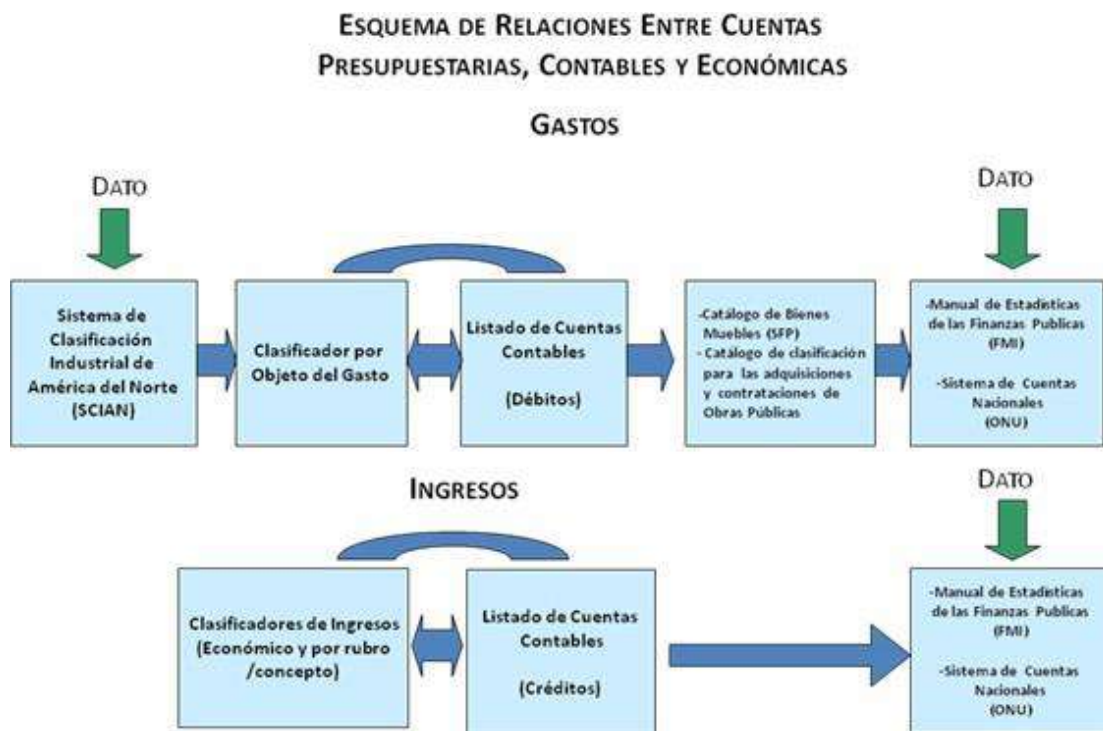 ESQUEMA DE RELACIONES ENTRE CUENTAS
PRESUPUESTARIAS, CONTABLES Y ECONÓMICAS
GASTOS
DATO
DATO
Sistema de
Clasificación
Industrial de
América del Norte
(SCIAN)
Clasificador por
Objeto del Gasto
Listado de Cuentas
Contables
(Débitos)
-Catálogo de Bienes
Muebles (SFP)
- Catálogo de clasificación
para las adquisiciones
y contrataciones de
Obras Públicas
-Manual de Estadísticas
de las Finanzas Publicas
(FMI)
-Sistema de Cuentas
Nacionales
(ONU)
INGRESOS
DATO
Clasificadores de Ingresos
(Económico y por rubro
/concepto)
Listado de Cuentas
Contables
(Créditos)
-Manual de Estadísticas
de las Finanzas Publicas
(FMI)
-Sistema de Cuentas
Nacionales
(ONU)